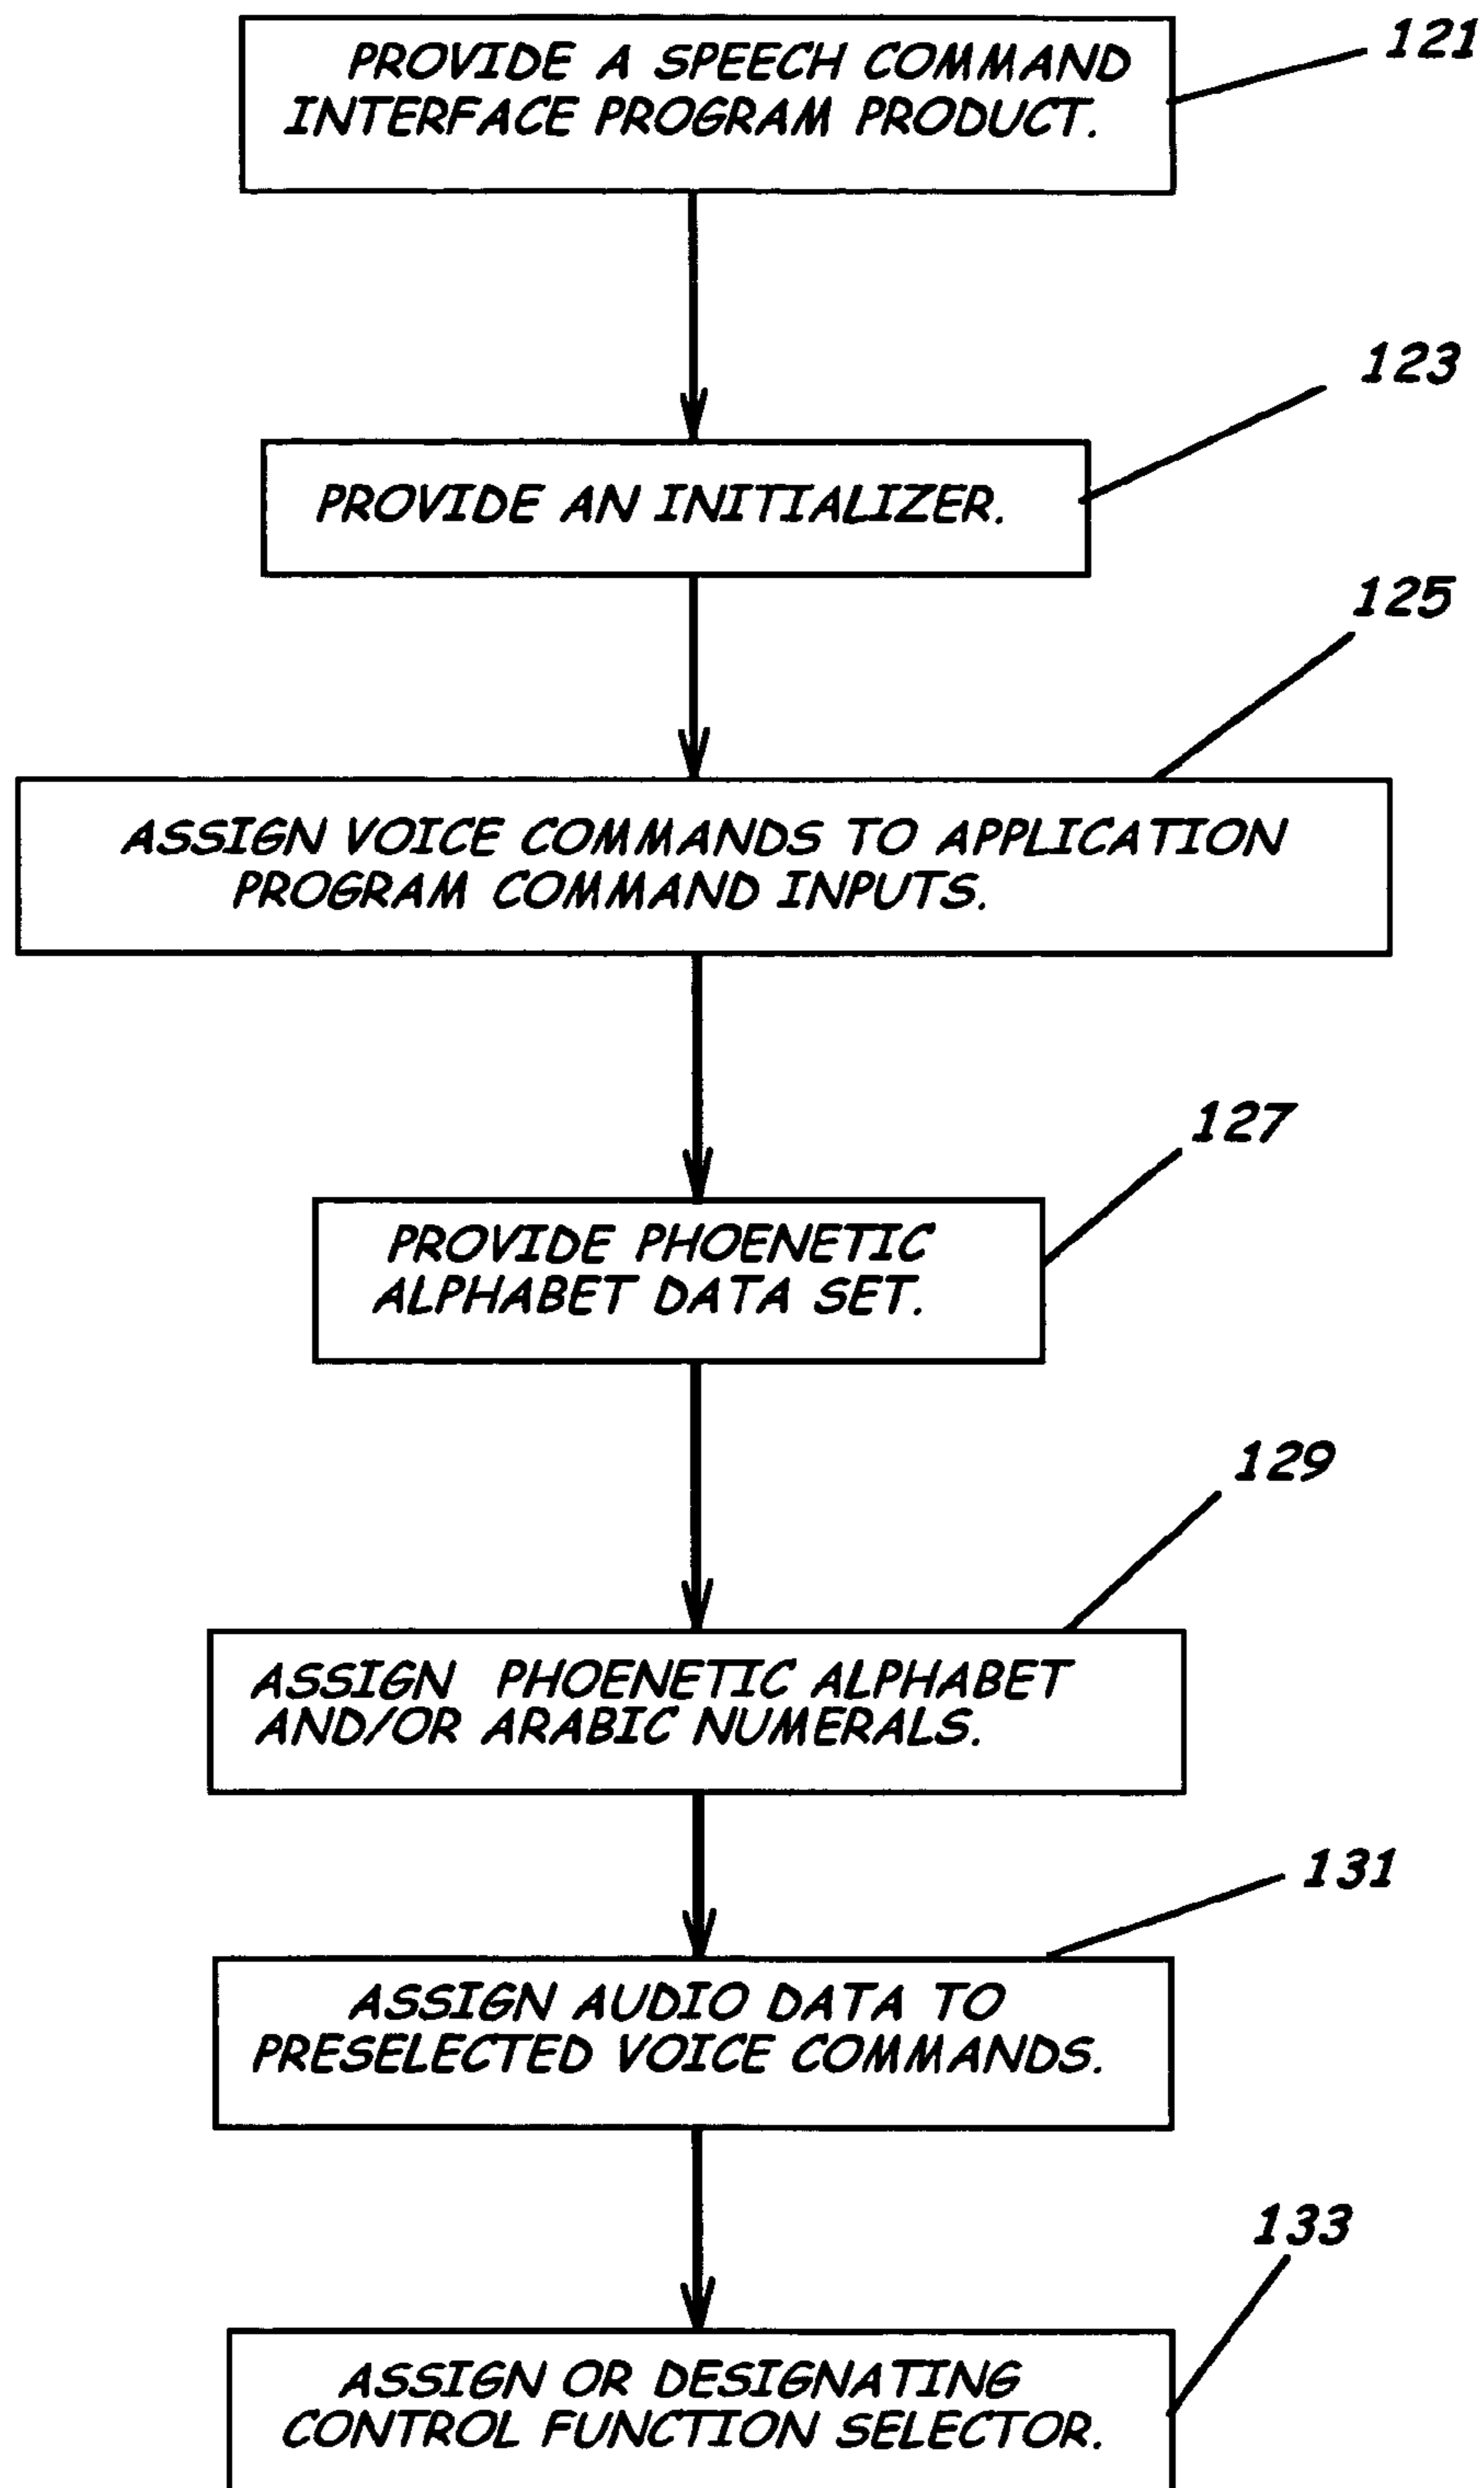 PROVIDE A SPEECH COMMAND
INTERFACE PROGRAM PRODUCT.
121
PROVIDE AN INITIALIZER.
123
ASSIGN VOICE COMMANDS TO APPLICATION
PROGRAM COMMAND INPUTS.
125
PROVIDE PHOENETIC
ALPHABET DATA SET.
127
ASSIGN PHOENETIC ALPHABET
AND/OR ARABIC NUMERALS.
129
ASSIGN AUDIO DATA TO
PRESELECTED VOICE COMMANDS.
131
ASSIGN OR DESIGNATING
CONTROL FUNCTION SELECTOR.
133